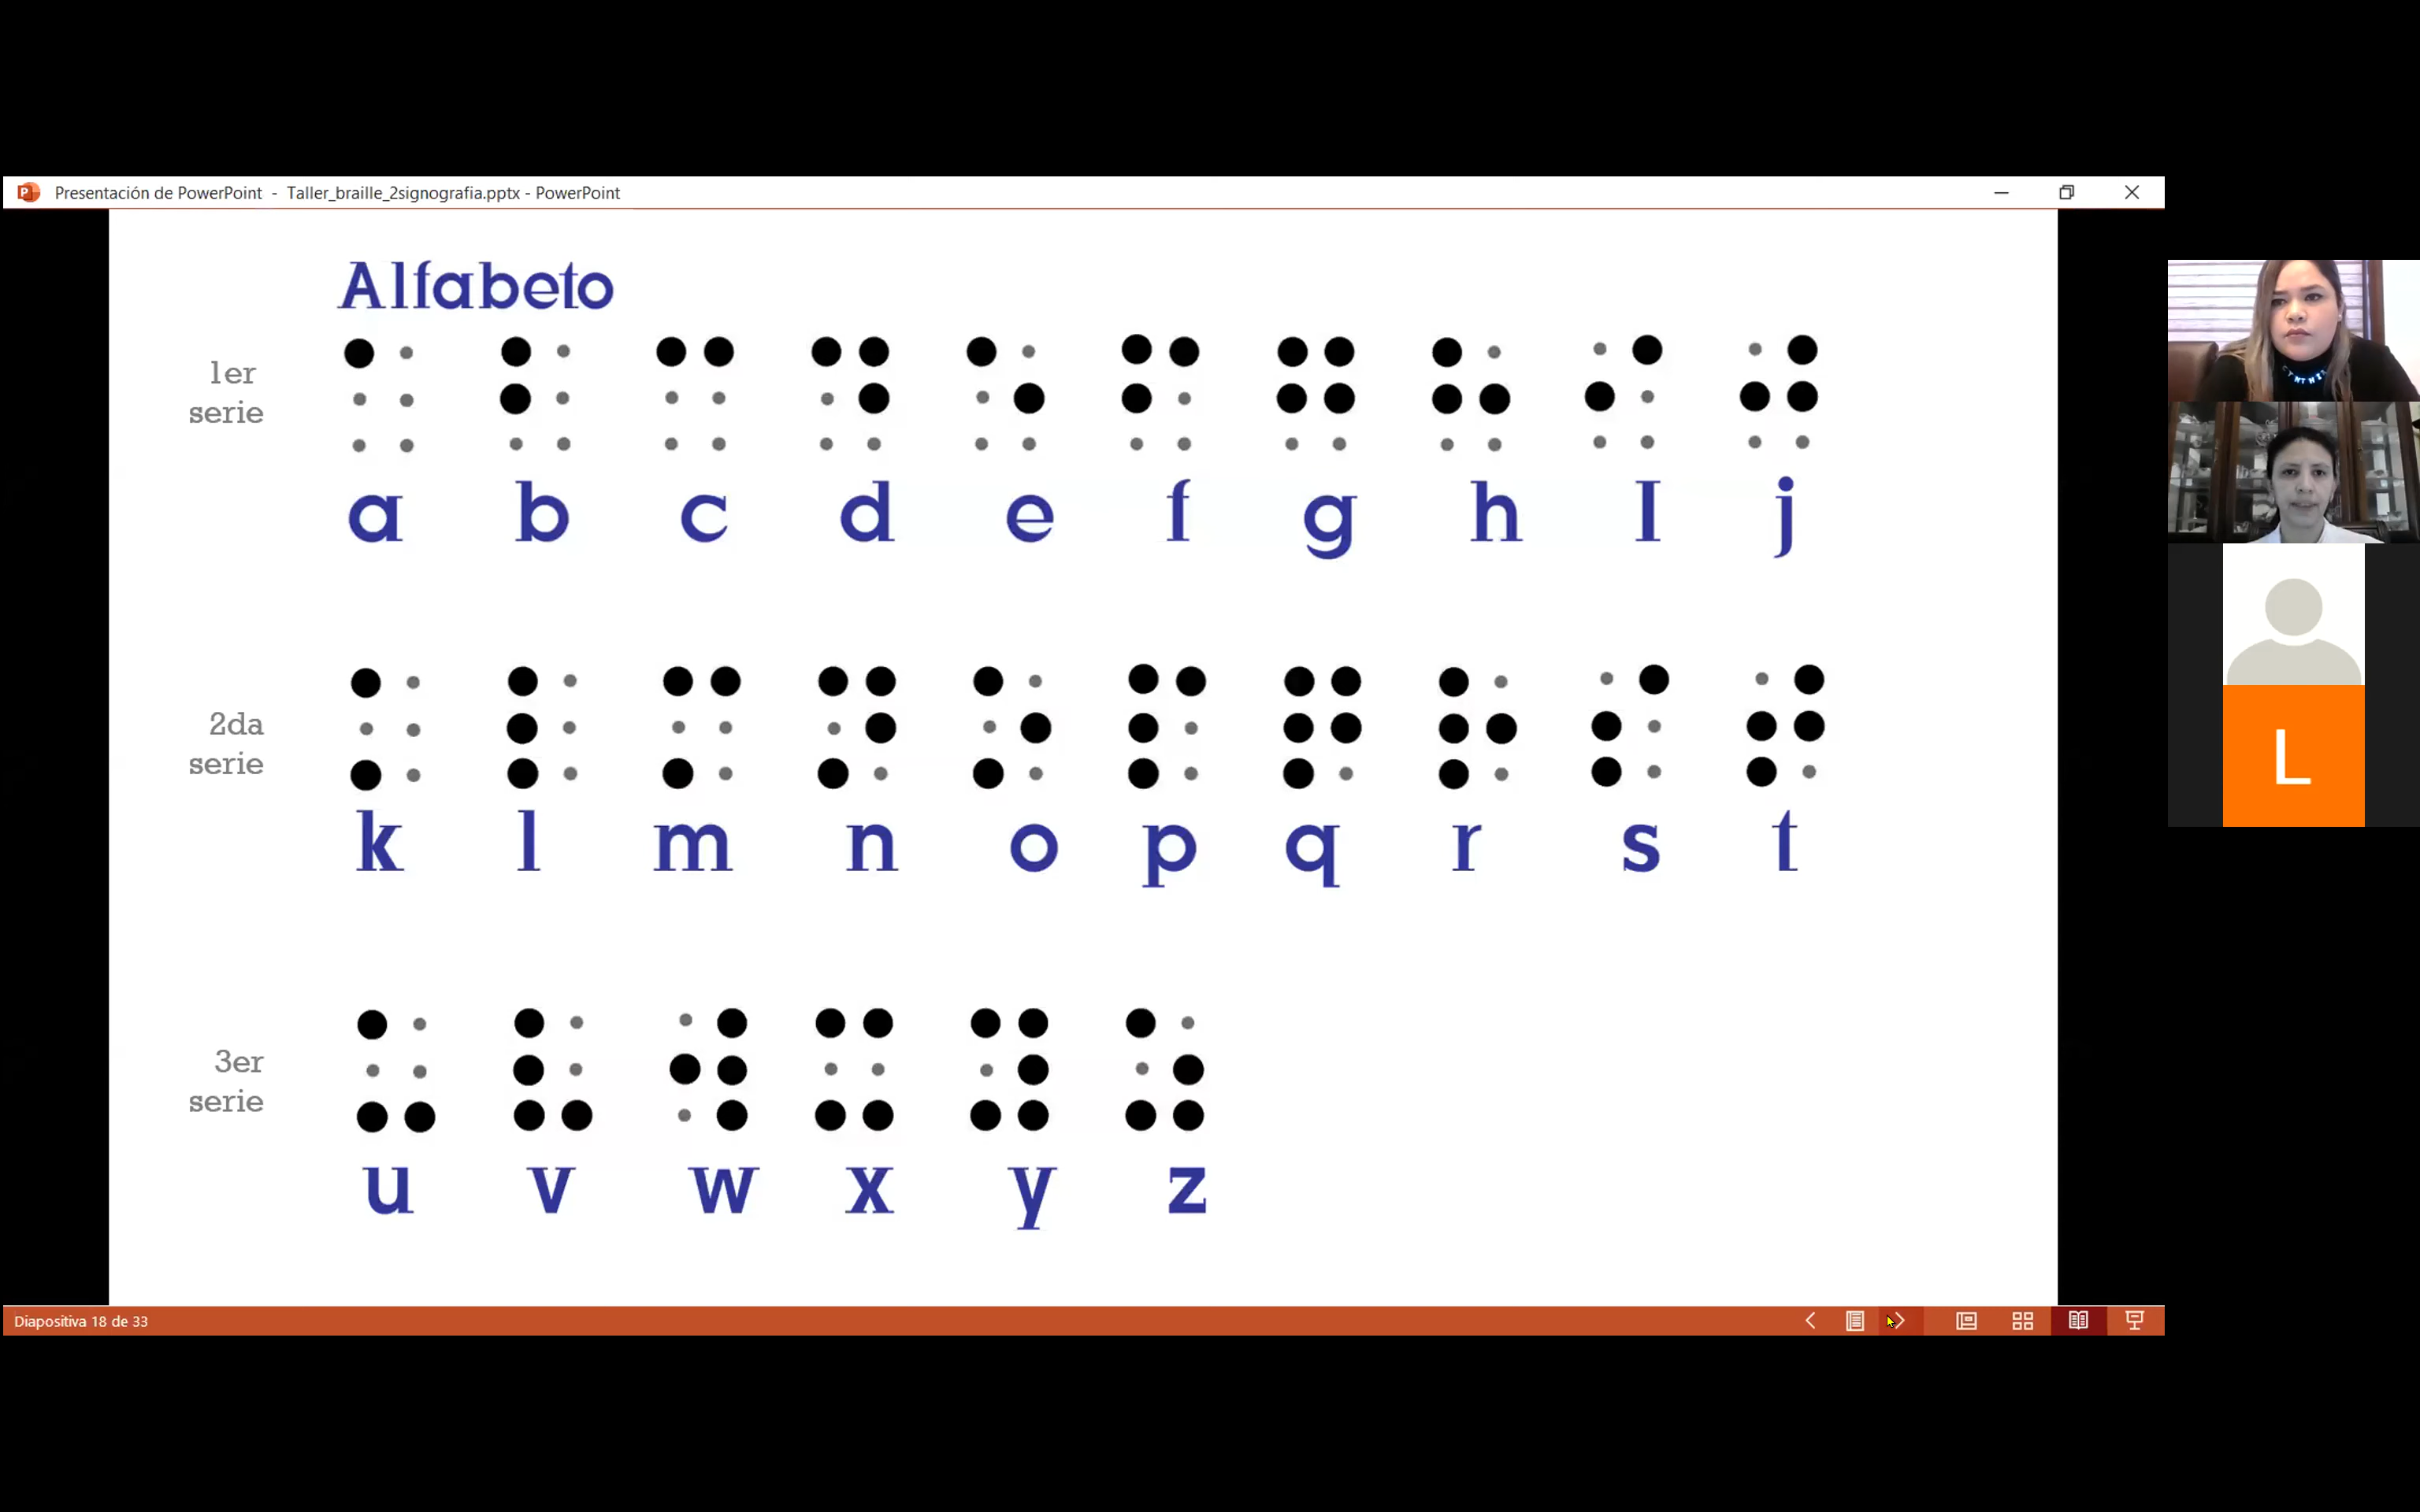 Presentación de PowerPoint - Taller_braille_2signografia.pptx - PowerPoint
Alfabeto
1er
serie
a b c d e f g h I j
2da
serie
k l m n o p q r s t
3er
serie
u v w x y z
L
Diapositiva 18 de 33